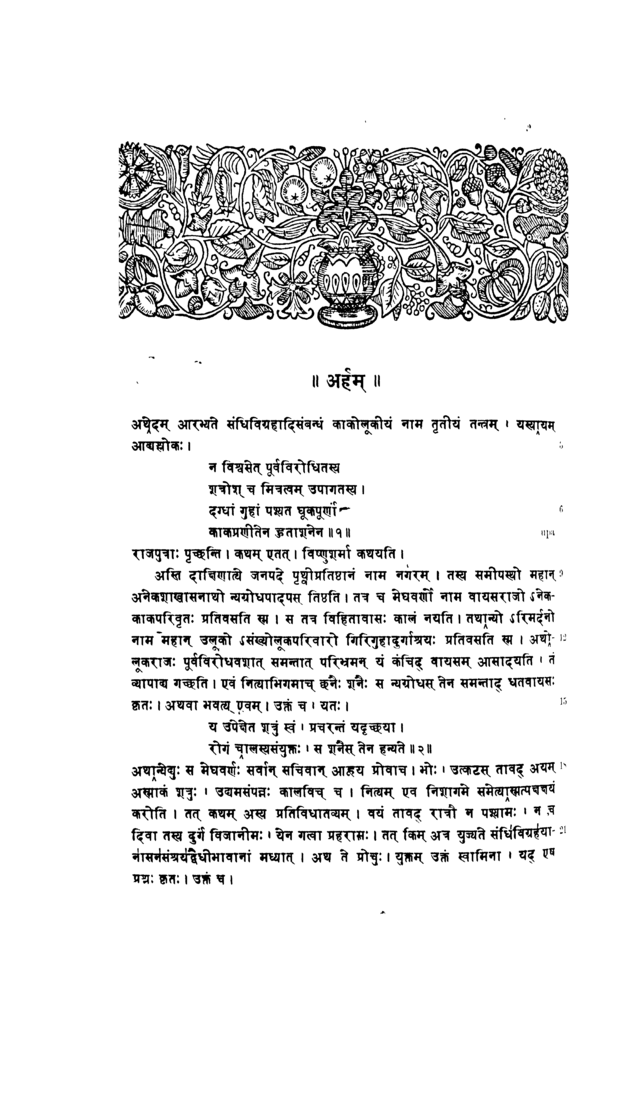 ॥ अर्हम् ॥
अथेदम् आरभ्यते संधिविग्रहादिसंबन्धं काकोलूकीयं नाम तृतीयं तन्त्रम् । यस्यायम्
आद्यश्लोकः ।
न विश्वसेत् पूर्वविरोधितस्य
शत्रोश् च मित्रत्वम् उपागतस्य ।
दग्धां गुहां पश्यत घूकपूर्णां 6
काकप्रणीतेन हुताशनेन ॥१॥
राजपुत्राः पृच्छन्ति । कथम् एतत् । विष्णुशर्मा कथयति ।
अस्ति दाक्षिणात्ये जनपदे पृथ्वीप्रतिष्ठानं नाम नगरम् । तस्य समीपस्थो महान् 9
अनेकशाखासनाथो न्यग्रोधपादपस् तिष्ठति । तत्र च मेघवर्णो नाम वायसराजो ऽनेक-
काकपरिवृतः प्रतिवसति स्म । स तत्र विहितावासः कालं नयति । तथान्यो ऽरिमर्दनो
नाम महान् उलूको ऽसंख्योलूकपरिवारो गिरिगुहादुर्गाश्रयः प्रतिवसति स्म । अथो- 12
लूकराजः पूर्वविरोधवशात् समन्तात् परिभ्रमन् यं कंचिद् वायसम् आसादयति । तं
व्यापाद्य गच्छति । एवं नित्याभिगमाच् छनैः शनैः स न्यग्रोधस् तेन समन्ताद् धतवायसः
कृतः । अथवा भवत्य् एवम् । उक्तं च । यतः । 15
य उपेक्षेत शत्रुं स्वं । प्रचरन्तं यदृच्छया ।
रोगं चालस्यसंयुक्तः । स शनैस् तेन हन्यते ॥२॥
अथान्येद्युः स मेघवर्णः सर्वान् सचिवान् आहूय प्रोवाच । भोः । उत्कटस् तावद् अयम्
अस्माकं शत्रुः । उद्यमसंपन्नः कालविच् च । नित्यम् एव निशागमे समेत्यास्मत्पक्षक्षयं
करोति । तत् कथम् अस्य प्रतिविधातव्यम् । वयं तावद् रात्रौ न पश्यामः । न च
दिवा तस्य दुर्गं विजानीमः । येन गत्वा प्रहरामः । तत् किम् अत्र युज्यते संधिविग्रहया- 21
नासनसंश्रयद्वैधीभावानां मध्यात् । अथ ते प्रोचुः । युक्तम् उक्तं स्वामिना । यद् एष
प्रश्नः कृतः । उक्तं च ।